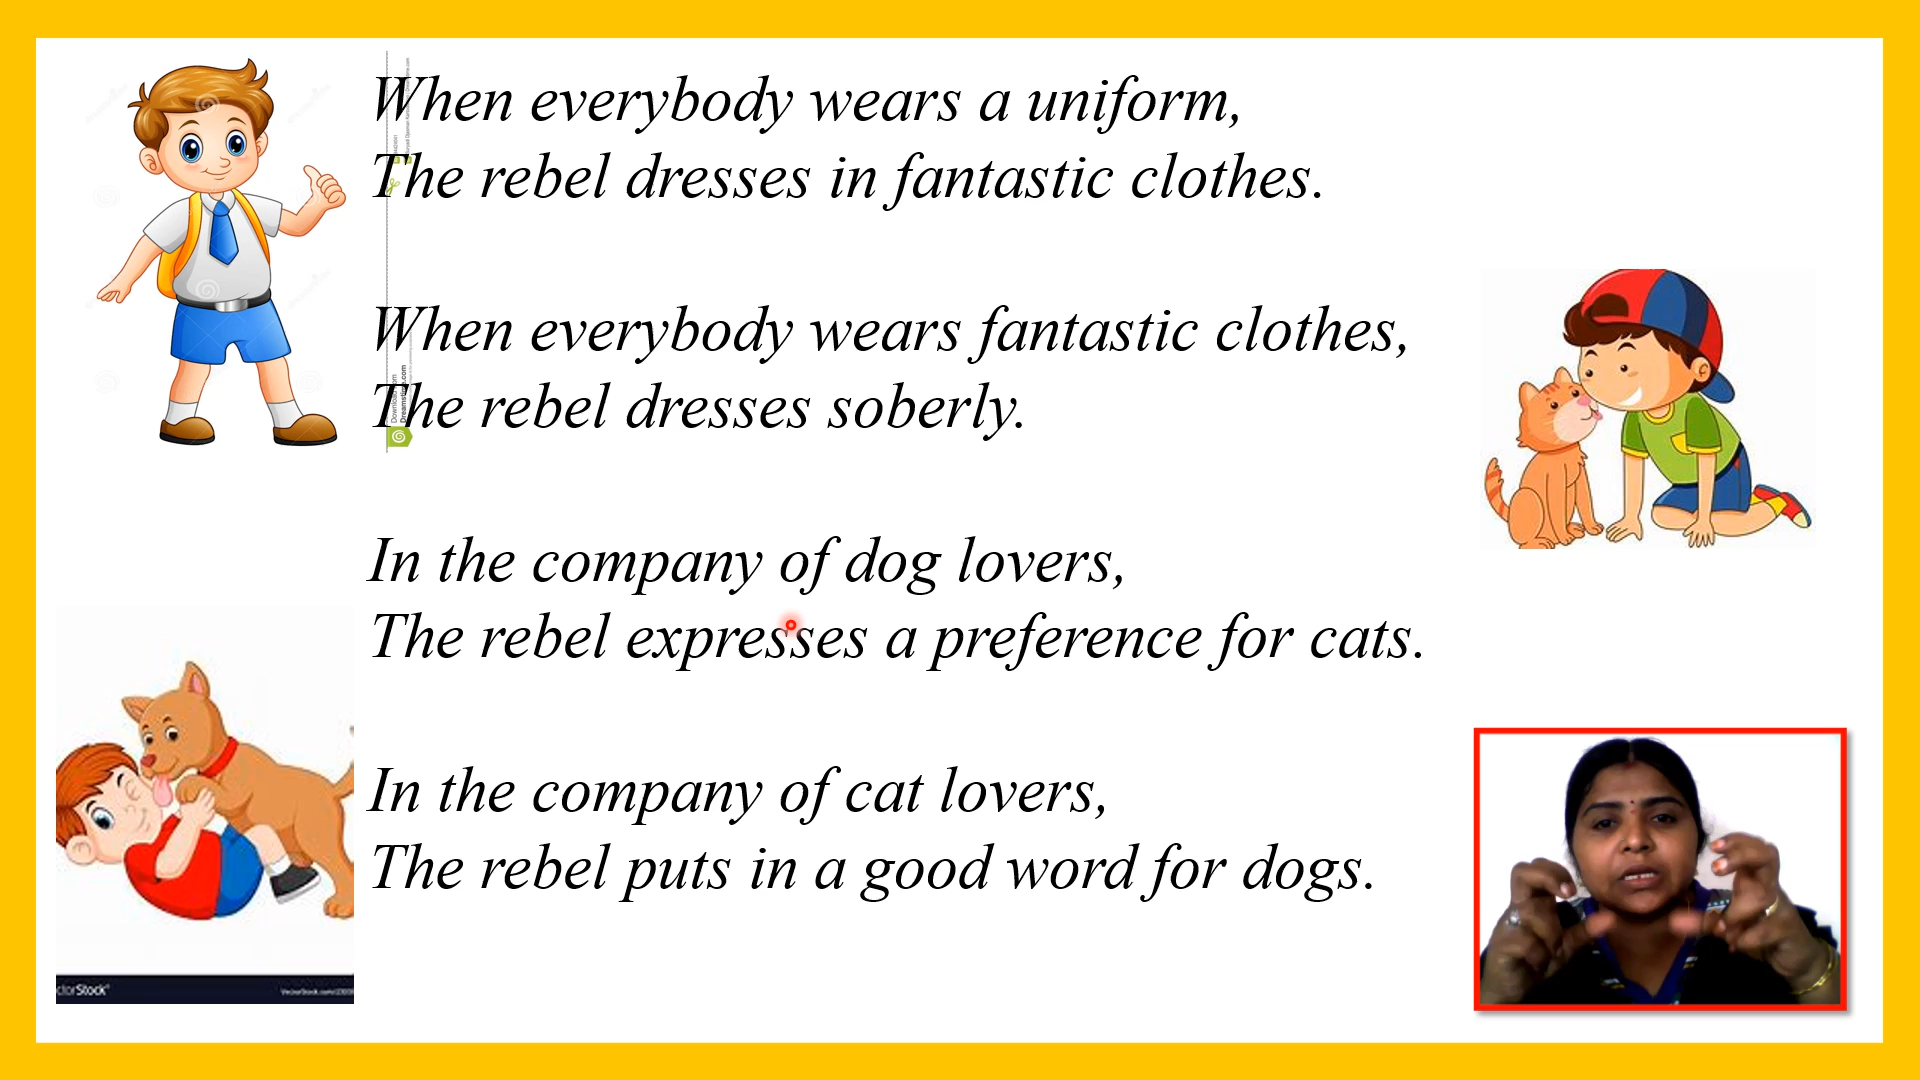 When everybody wears a uniform,
The rebel dresses in fantastic clothes.
When everybody wears fantastic clothes,
The rebel dresses soberly.
In the company of dog lovers,
The rebel expresses a preference for cats.
In the company of cat lovers,
The rebel puts in a good word for dogs.
ctorStock